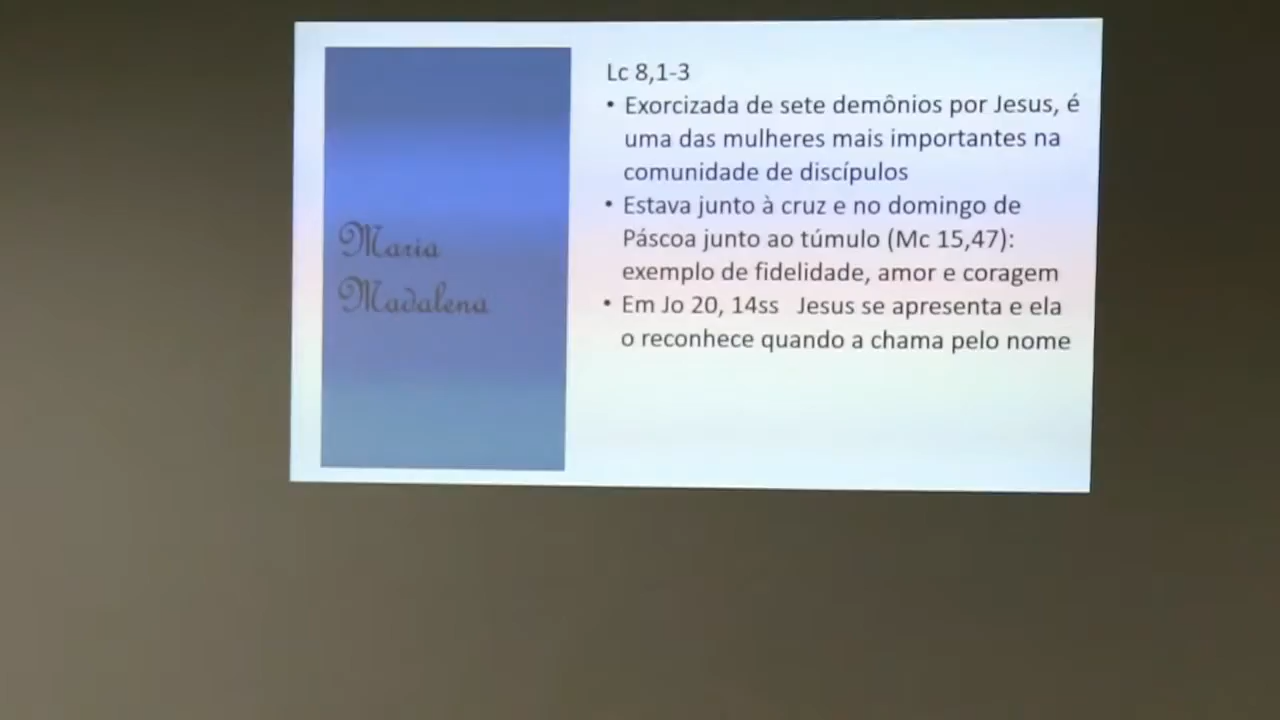 Maria
Madalena
Lc 8,1-3
• Exorcizada de sete demônios por Jesus, é
uma das mulheres mais importantes na
comunidade de discípulos
• Estava junto à cruz e no domingo de
Páscoa junto ao túmulo (Mc 15,47):
exemplo de fidelidade, amor e coragem
• Em Jo 20, 14ss Jesus se apresenta e ela
o reconhece quando a chama pelo nome